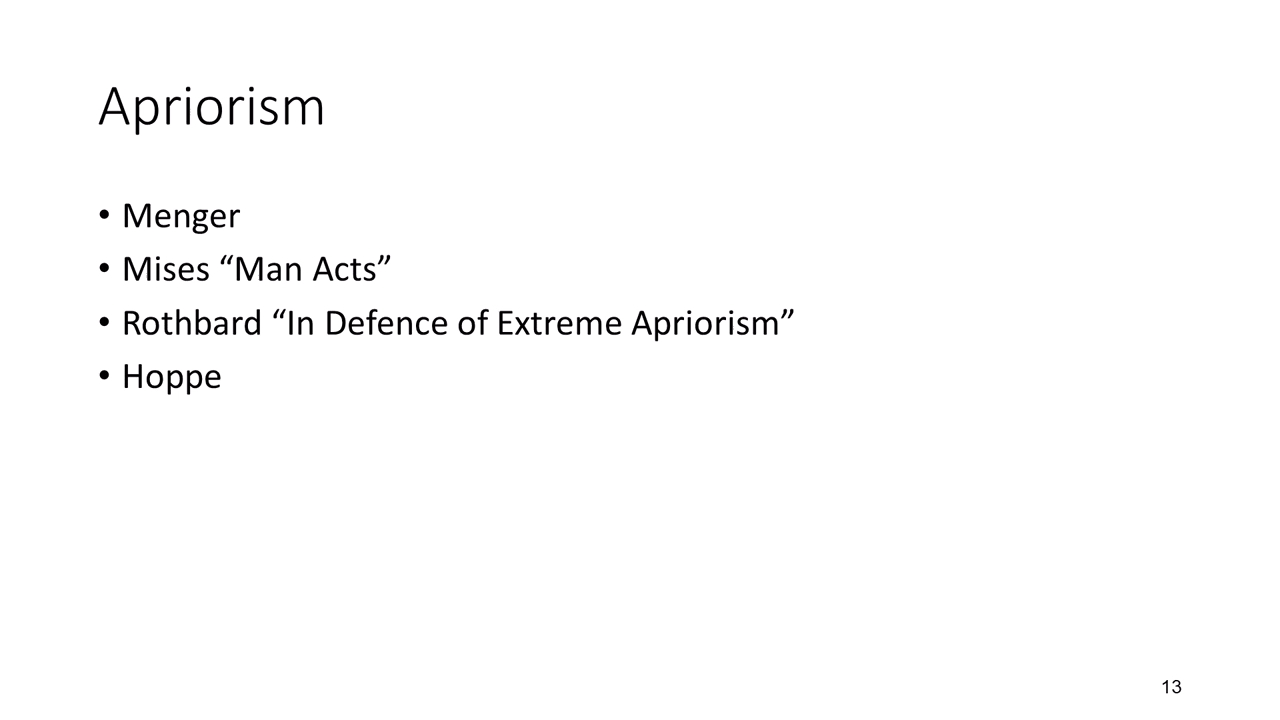 Apriorism
• Menger
• Mises “Man Acts”
• Rothbard “In Defence of Extreme Apriorism”
• Hoppe
13